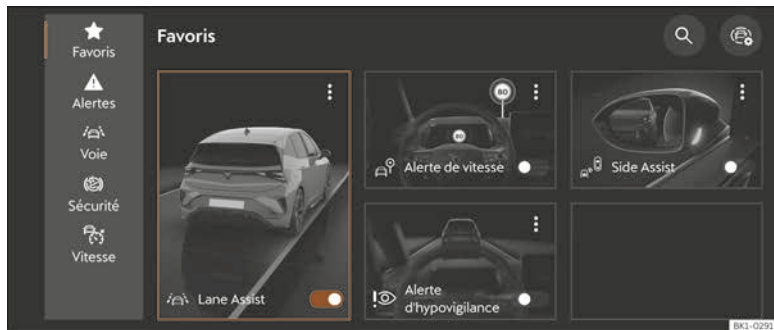 Favoris
Alertes
Voie
Sécurité
Vitesse
Favoris
Lane Assist
80
80
Alerte de vitesse
Side Assist
Alerte
d'hypovigilance
BK1-0291